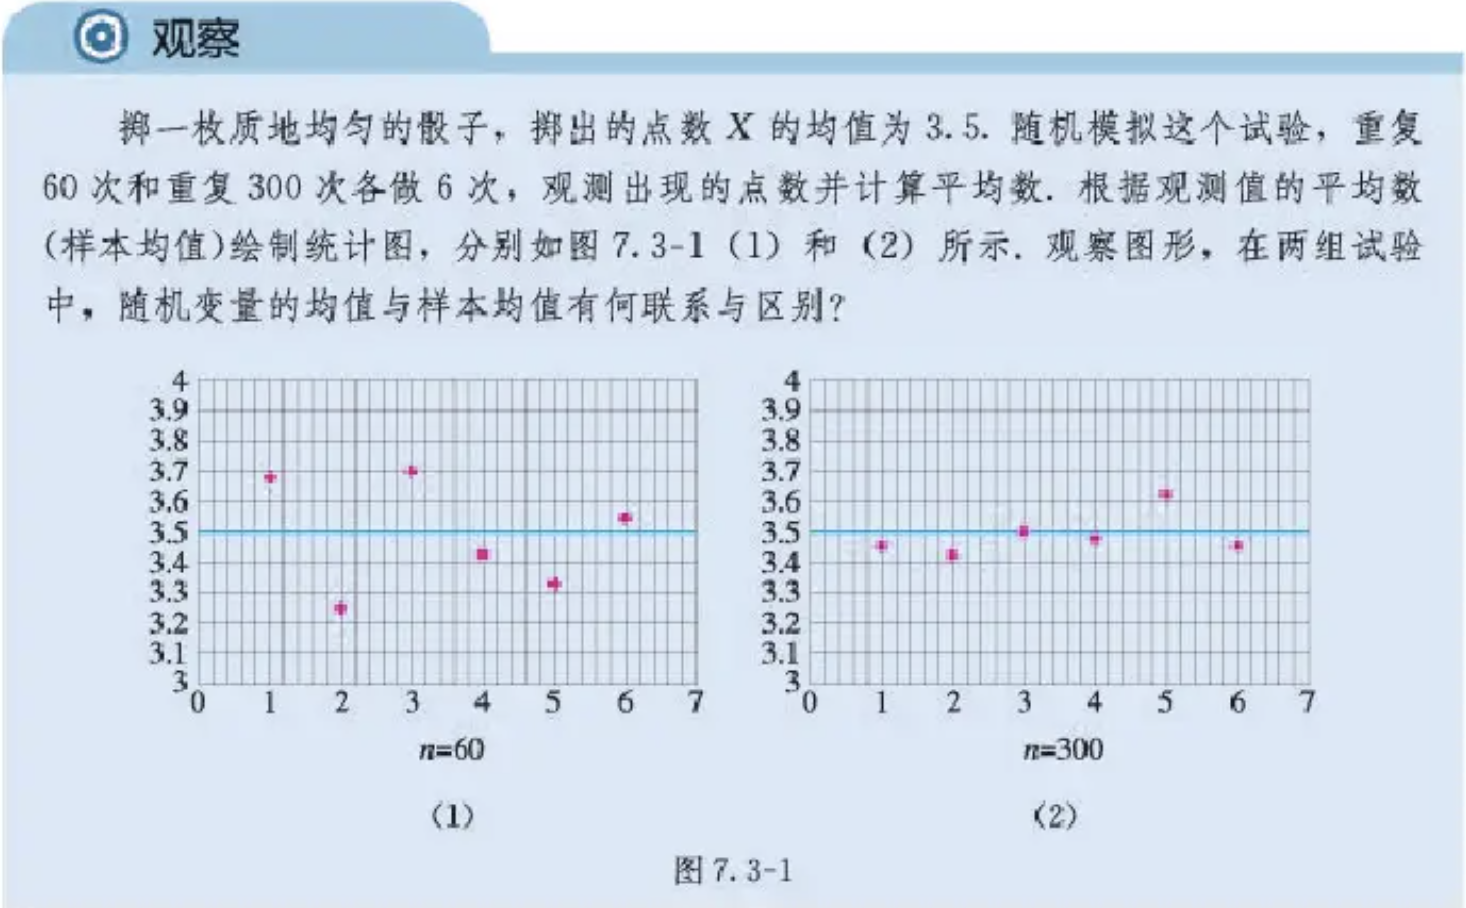 观察
掷一枚质地均匀的骰子，掷出的点数 X 的均值为 3.5. 随机模拟这个试验，重复
60 次和重复 300 次各做 6 次，观测出现的点数并计算平均数. 根据观测值的平均数
(样本均值)绘制统计图，分别如图 7.3-1（1）和（2）所示. 观察图形，在两组试验
中，随机变量的均值与样本均值有何联系与区别？
4
3.9
3.8
3.7
3.6
3.5
3.4
3.3
3.2
3.1
3
0 1 2 3 4 5 6 7
n=60
（1）
4
3.9
3.8
3.7
3.6
3.5
3.4
3.3
3.2
3.1
3
0 1 2 3 4 5 6 7
n=300
（2）
图 7.3-1